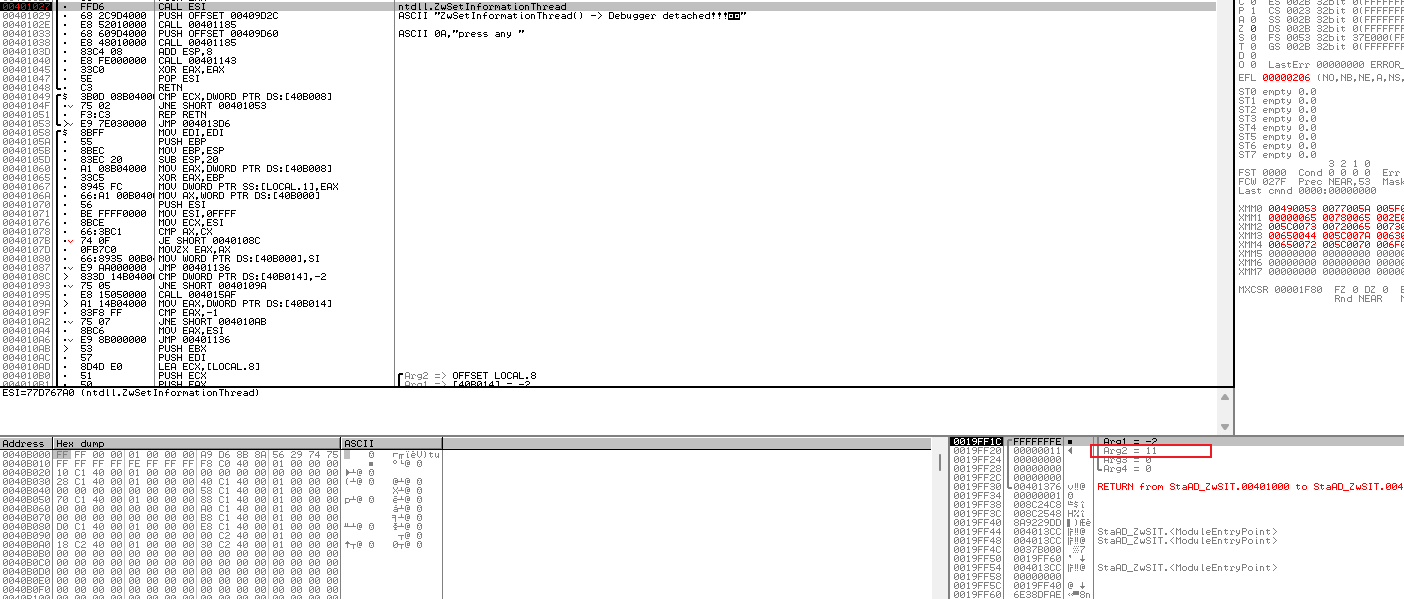 00401027 FFD6 CALL ESI ntdll.ZwSetInformationThread
00401029 68 2C9D4000 PUSH OFFSET 00409D2C ASCII "ZwSetInformationThread() -> Debugger detached!!!"
0040102E E8 52010000 CALL 00401185
00401033 68 609D4000 PUSH OFFSET 00409D60 ASCII 0A,"press any "
00401038 E8 48010000 CALL 00401185
0040103D 83C4 08 ADD ESP,8
00401040 E8 FE000000 CALL 00401143
00401045 33C0 XOR EAX,EAX
00401047 5E POP ESI
00401048 C3 RETN
00401049 3B0D 08B04000 CMP ECX,DWORD PTR DS:[40B008]
0040104F 75 02 JNE SHORT 00401053
00401051 F3:C3 REP RETN
00401053 E9 7E030000 JMP 004013D6
00401058 8BFF MOV EDI,EDI
0040105A 55 PUSH EBP
0040105B 8BEC MOV EBP,ESP
0040105D 83EC 20 SUB ESP,20
00401060 A1 08B04000 MOV EAX,DWORD PTR DS:[40B008]
00401065 33C5 XOR EAX,EBP
00401067 8945 FC MOV DWORD PTR SS:[LOCAL.1],EAX
0040106A 66:A1 00B0400 MOV AX,WORD PTR DS:[40B000]
00401070 56 PUSH ESI
00401071 BE FFFF0000 MOV ESI,0FFFF
00401076 8BCE MOV ECX,ESI
00401078 66:3BC1 CMP AX,CX
0040107B 74 0F JE SHORT 0040108C
0040107D 0FB7C0 MOVZX EAX,AX
00401080 66:8935 00B0 MOV WORD PTR DS:[40B000],SI
00401087 E9 AA000000 JMP 00401136
0040108C 833D 14B0400 CMP DWORD PTR DS:[40B014],-2
00401093 75 05 JNE SHORT 0040109A
00401095 E8 15050000 CALL 004015AF
0040109A A1 14B04000 MOV EAX,DWORD PTR DS:[40B014]
0040109F 83F8 FF CMP EAX,-1
004010A2 75 07 JNE SHORT 004010AB
004010A4 8BC6 MOV EAX,ESI
004010A6 E9 8B000000 JMP 00401136
004010AB 53 PUSH EBX
004010AC 57 PUSH EDI
004010AD 8D4D E0 LEA ECX,[LOCAL.8]
004010B0 51 PUSH ECX Arg2 => OFFSET LOCAL.8
004010B1 50 PUSH EAX Arg1 => [40B014] = -2
ESI=77D767A0 (ntdll.ZwSetInformationThread)
C 0 ES 002B 32bit 0(FFFFFFF
P 1 CS 0023 32bit 0(FFFFFFF
A 0 SS 002B 32bit 0(FFFFFFF
Z 0 DS 002B 32bit 0(FFFFFFF
S 0 FS 0053 32bit 37E000(FF
T 0 GS 002B 32bit 0(FFFFFFF
D 0
O 0 LastErr 00000000 ERROR_
EFL 00000206 (NO,NB,NE,A,NS,
ST0 empty 0.0
ST1 empty 0.0
ST2 empty 0.0
ST3 empty 0.0
ST4 empty 0.0
ST5 empty 0.0
ST6 empty 0.0
ST7 empty 0.0
3 2 1 0
FST 0000 Cond 0 0 0 0 Err
FCW 027F Prec NEAR,53 Mask
Last cmnd 0000:00000000
XMM0 00490053 0077005A 005F0
XMM1 00000065 00780065 002E0
XMM2 005C0073 00720065 00730
XMM3 00650044 005C007A 00630
XMM4 00650072 005C0070 006F0
XMM5 00000000 00000000 00000
XMM6 00000000 00000000 00000
XMM7 00000000 00000000 00000
MXCSR 00001F80 FZ 0 DZ 0
Rnd NEAR
Address Hex dump ASCII
0040B000 FF FF 00 00 01 00 00 00 A9 D6 8B 8A 56 29 74 75
0040B010 FF FF FF FF FE FF FF FF F8 C0 40 00 01 00 00 00
0040B020 10 C1 40 00 01 00 00 00 00 00 00 00 00 00 00 00
0040B030 28 C1 40 00 01 00 00 00 40 C1 40 00 01 00 00 00
0040B040 00 00 00 00 00 00 00 00 58 C1 40 00 01 00 00 00
0040B050 70 C1 40 00 01 00 00 00 88 C1 40 00 01 00 00 00
0040B060 00 00 00 00 00 00 00 00 A0 C1 40 00 01 00 00 00
0040B070 00 00 00 00 00 00 00 00 B8 C1 40 00 01 00 00 00
0040B080 D0 C1 40 00 01 00 00 00 E8 C1 40 00 01 00 00 00
0040B090 00 00 00 00 00 00 00 00 00 C2 40 00 01 00 00 00
0040B0A0 18 C2 40 00 01 00 00 00 30 C2 40 00 01 00 00 00
0040B0B0 00 00 00 00 00 00 00 00 00 00 00 00 00 00 00 00
0040B0C0 00 00 00 00 00 00 00 00 00 00 00 00 00 00 00 00
0040B0D0 00 00 00 00 00 00 00 00 00 00 00 00 00 00 00 00
0040B0E0 00 00 00 00 00 00 00 00 00 00 00 00 00 00 00 00
0040B0F0 00 00 00 00 00 00 00 00 00 00 00 00 00 00 00 00
0019FF1C FFFFFFFE Arg1 = -2
0019FF20 00000011 Arg2 = 11
0019FF24 00000000 Arg3 = 0
0019FF28 00000000 Arg4 = 0
0019FF2C 00000000
0019FF30 00401376 RETURN from StaAD_ZwSIT.00401000 to StaAD_ZwSIT.004
0019FF34 00000001
0019FF38 008C24C8
0019FF3C 008C2548
0019FF40 8A9229DD
0019FF44 004013CC StaAD_ZwSIT.<ModuleEntryPoint>
0019FF48 004013CC StaAD_ZwSIT.<ModuleEntryPoint>
0019FF4C 0037B000
0019FF50 0019FF60
0019FF54 004013CC StaAD_ZwSIT.<ModuleEntryPoint>
0019FF58 00000000
0019FF5C 0019FF40
0019FF60 6E38DFAE